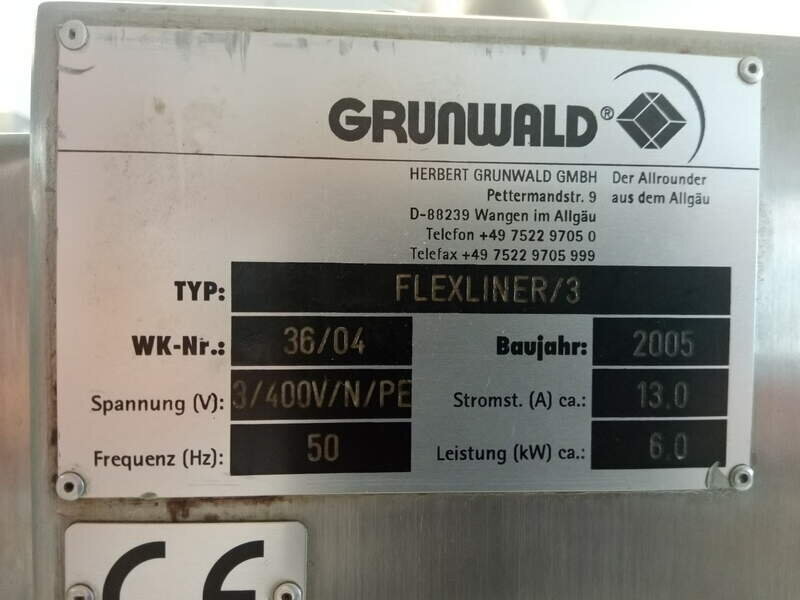 GRUNWALD®
HERBERT GRUNWALD GMBH Der Allrounder
Pettermandstr. 9 aus dem Allgäu
D-88239 Wangen im Allgäu
Telefon +49 7522 9705 0
Telefax +49 7522 9705 999
TYP: FLEXLINER/3
WK-Nr.: 36/04 Baujahr: 2005
Spannung (V): 3/400V/N/PE Stromst. (A) ca.: 13.0
Frequenz (Hz): 50 Leistung (kW) ca.: 6.0
CE